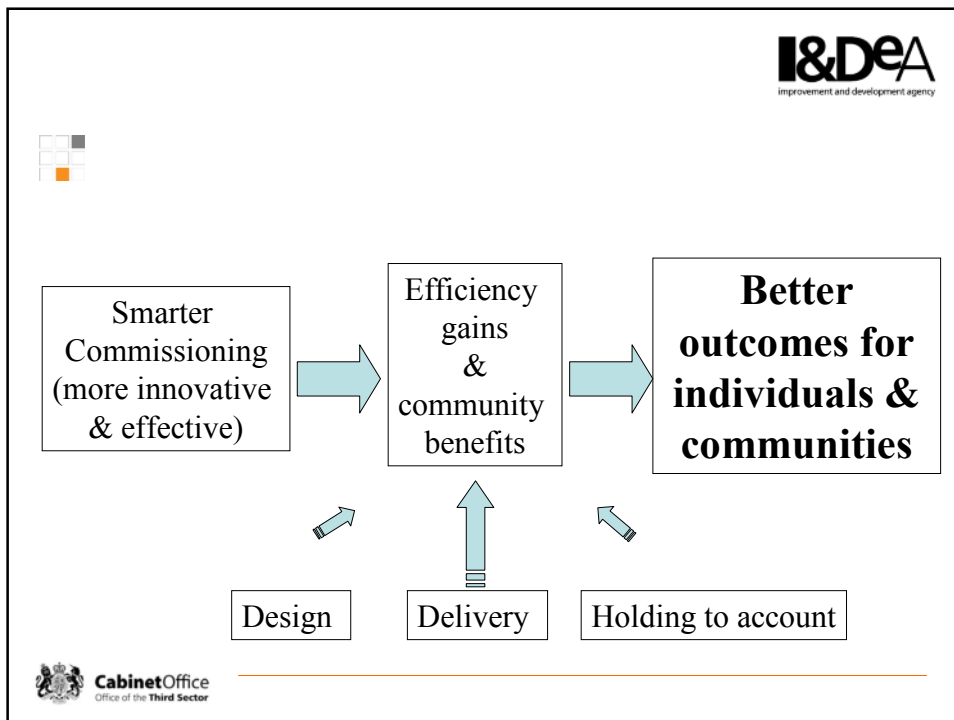 I&DeA
improvement and development agency
Smarter
Commissioning
(more innovative
& effective)
Efficiency
gains
&
community
benefits
Better
outcomes for
individuals &
communities
Design
Delivery
Holding to account
CabinetOffice
Office of the Third Sector